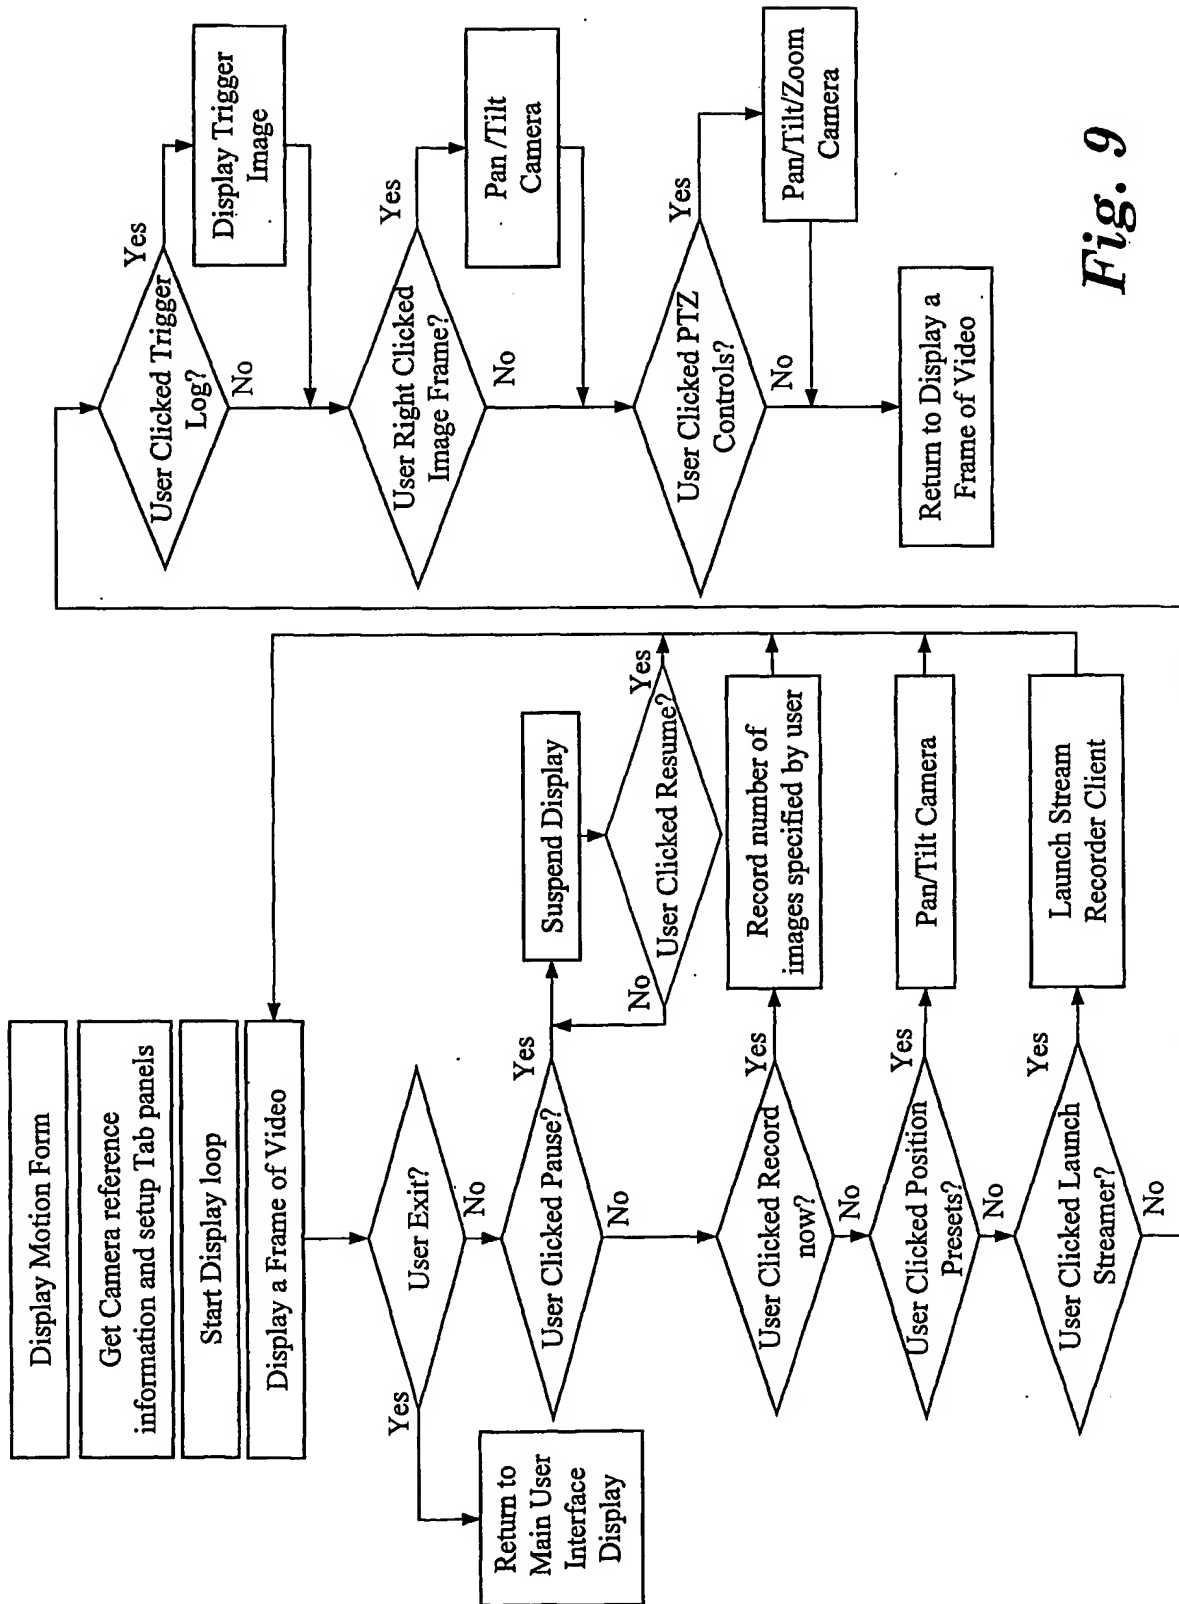 Display Motion Form
Get Camera reference
information and setup Tab panels
Start Display loop
Display a Frame of Video
User Exit?
Yes
No
Return to
Main User
Interface
Display
User Clicked Pause?
Yes
No
Suspend Display
User Clicked Resume?
Yes
No
User Clicked Record
now?
Yes
No
Record number of
images specified by user
User Clicked Position
Presets?
Yes
No
Pan/Tilt Camera
User Clicked Launch
Streamer?
Yes
No
Launch Stream
Recorder Client
User Clicked Trigger
Log?
Yes
No
Display Trigger
Image
User Right Clicked
Image Frame?
Yes
No
Pan /Tilt
Camera
User Clicked PTZ
Controls?
Yes
No
Pan/Tilt/Zoom
Camera
Return to Display a
Frame of Video
Fig. 9